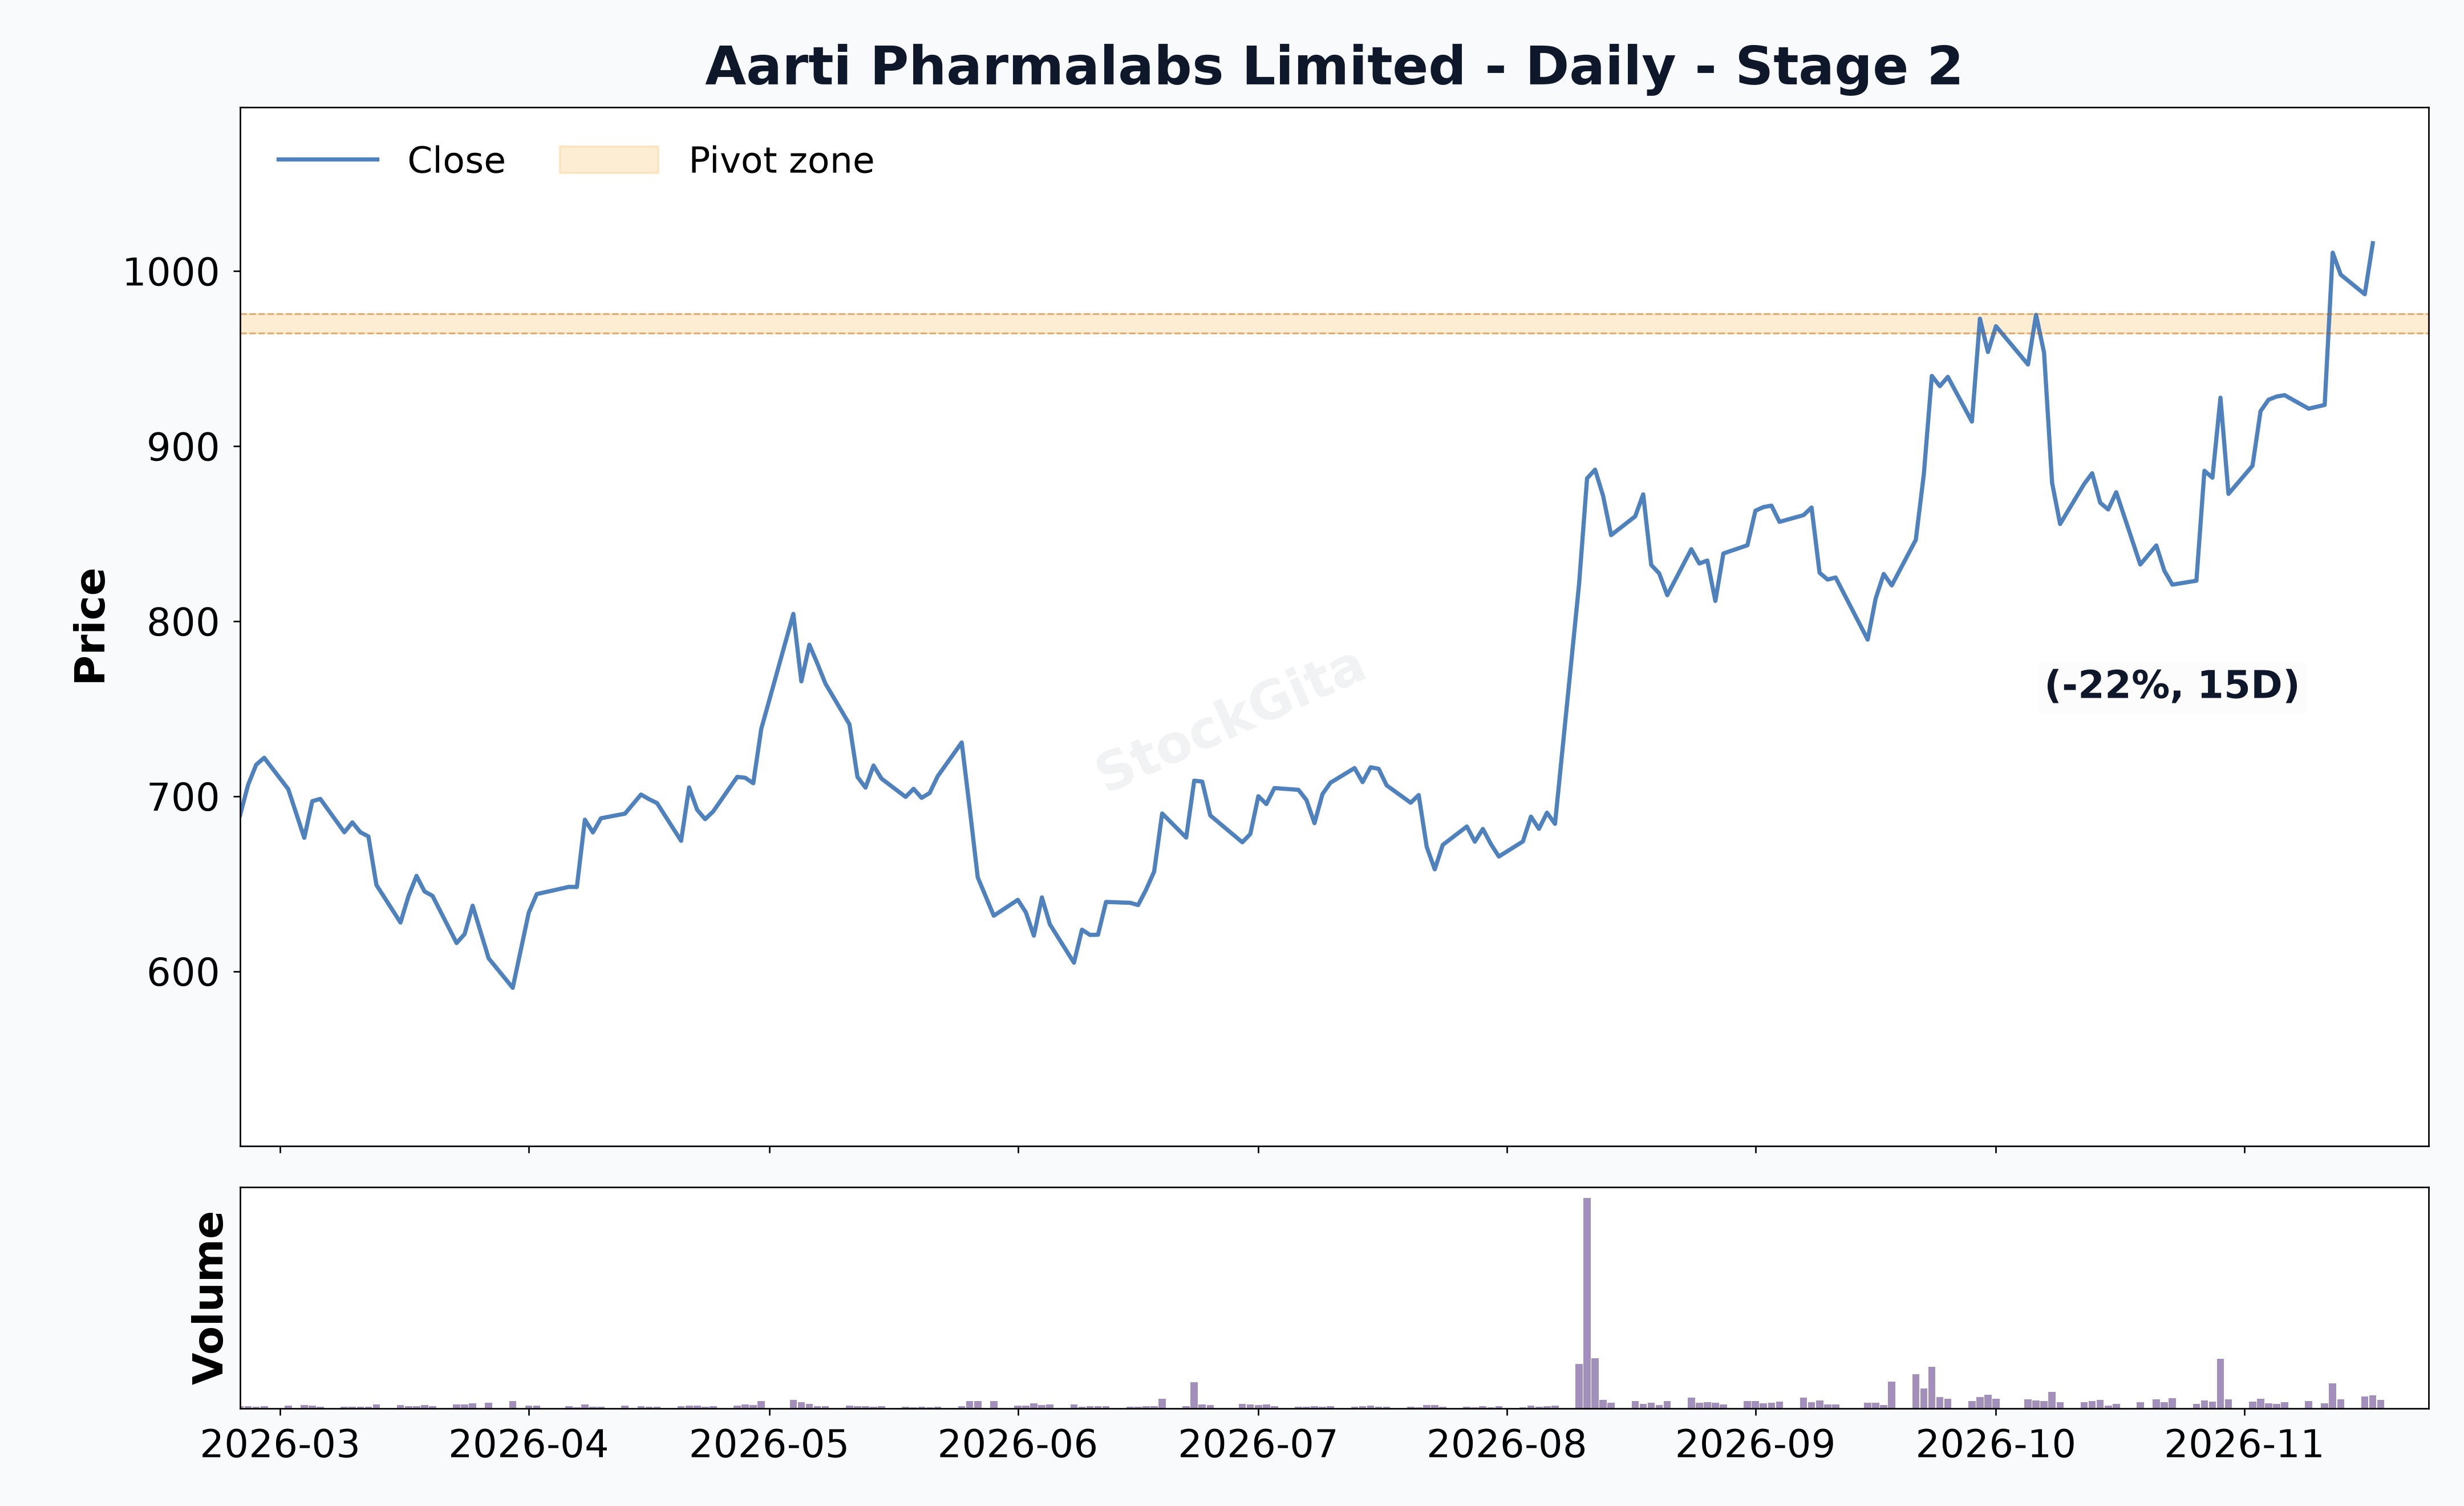 Aarti Pharmalabs Limited - Daily - Stage 2
Close
Pivot zone
Price
1000
900
800
700
600
StockGita
(-22%, 15D)
Volume
2026-03
2026-04
2026-05
2026-06
2026-07
2026-08
2026-09
2026-10
2026-11